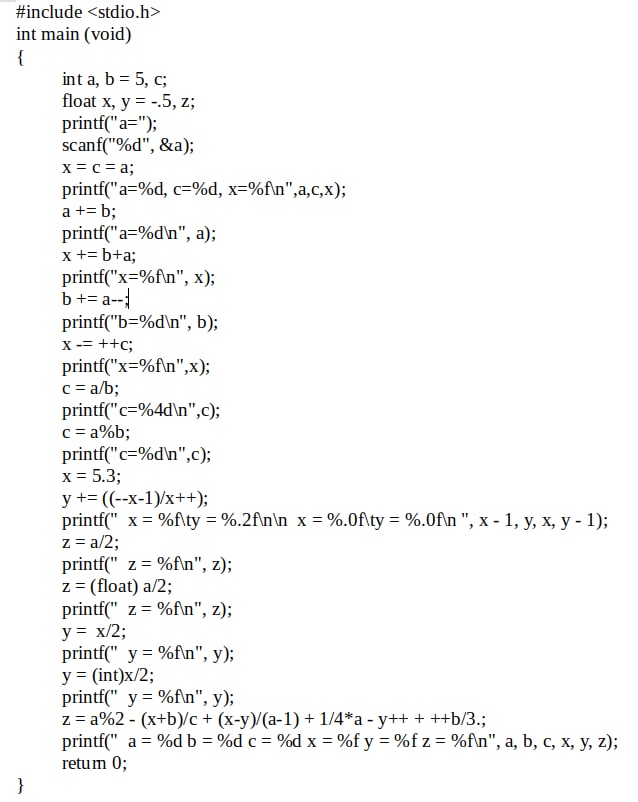 #include <stdio.h>
int main (void)
{
int a, b = 5, c;
float x, y = -.5, z;
printf("a=");
scanf("%d", &a);
x = c = a;
printf("a=%d, c=%d, x=%f\n",a,c,x);
a += b;
printf("a=%d\n", a);
x += b+a;
printf("x=%f\n", x);
b += a--;
printf("b=%d\n", b);
x -= ++c;
printf("x=%f\n",x);
c = a/b;
printf("c=%4d\n",c);
c = a%b;
printf("c=%d\n",c);
x = 5.3;
y += ((--x-1)/x++);
printf("  x = %f\ty = %.2f\n\n  x = %.0f\ty = %.0f\n ", x - 1, y, x, y - 1);
z = a/2;
printf("  z = %f\n", z);
z = (float) a/2;
printf("  z = %f\n", z);
y =  x/2;
printf("  y = %f\n", y);
y = (int)x/2;
printf("  y = %f\n", y);
z = a%2 - (x+b)/c + (x-y)/(a-1) + 1/4*a - y++ + ++b/3.;
printf("  a = %d b = %d c = %d x = %f y = %f z = %f\n", a, b, c, x, y, z);
return 0;
}